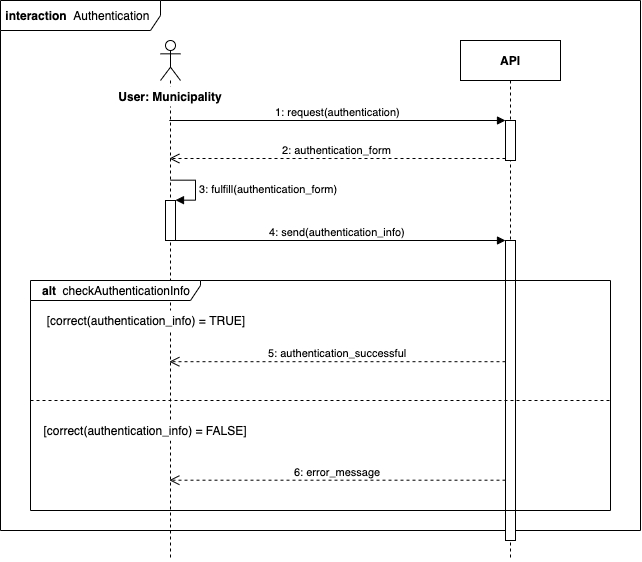 interaction Authentication
API
User: Municipality
1: request(authentication)
2: authentication_form
3: fulfill(authentication_form)
4: send(authentication_info)
alt checkAuthenticationInfo
[correct(authentication_info) = TRUE]
5: authentication_successful
[correct(authentication_info) = FALSE]
6: error_message